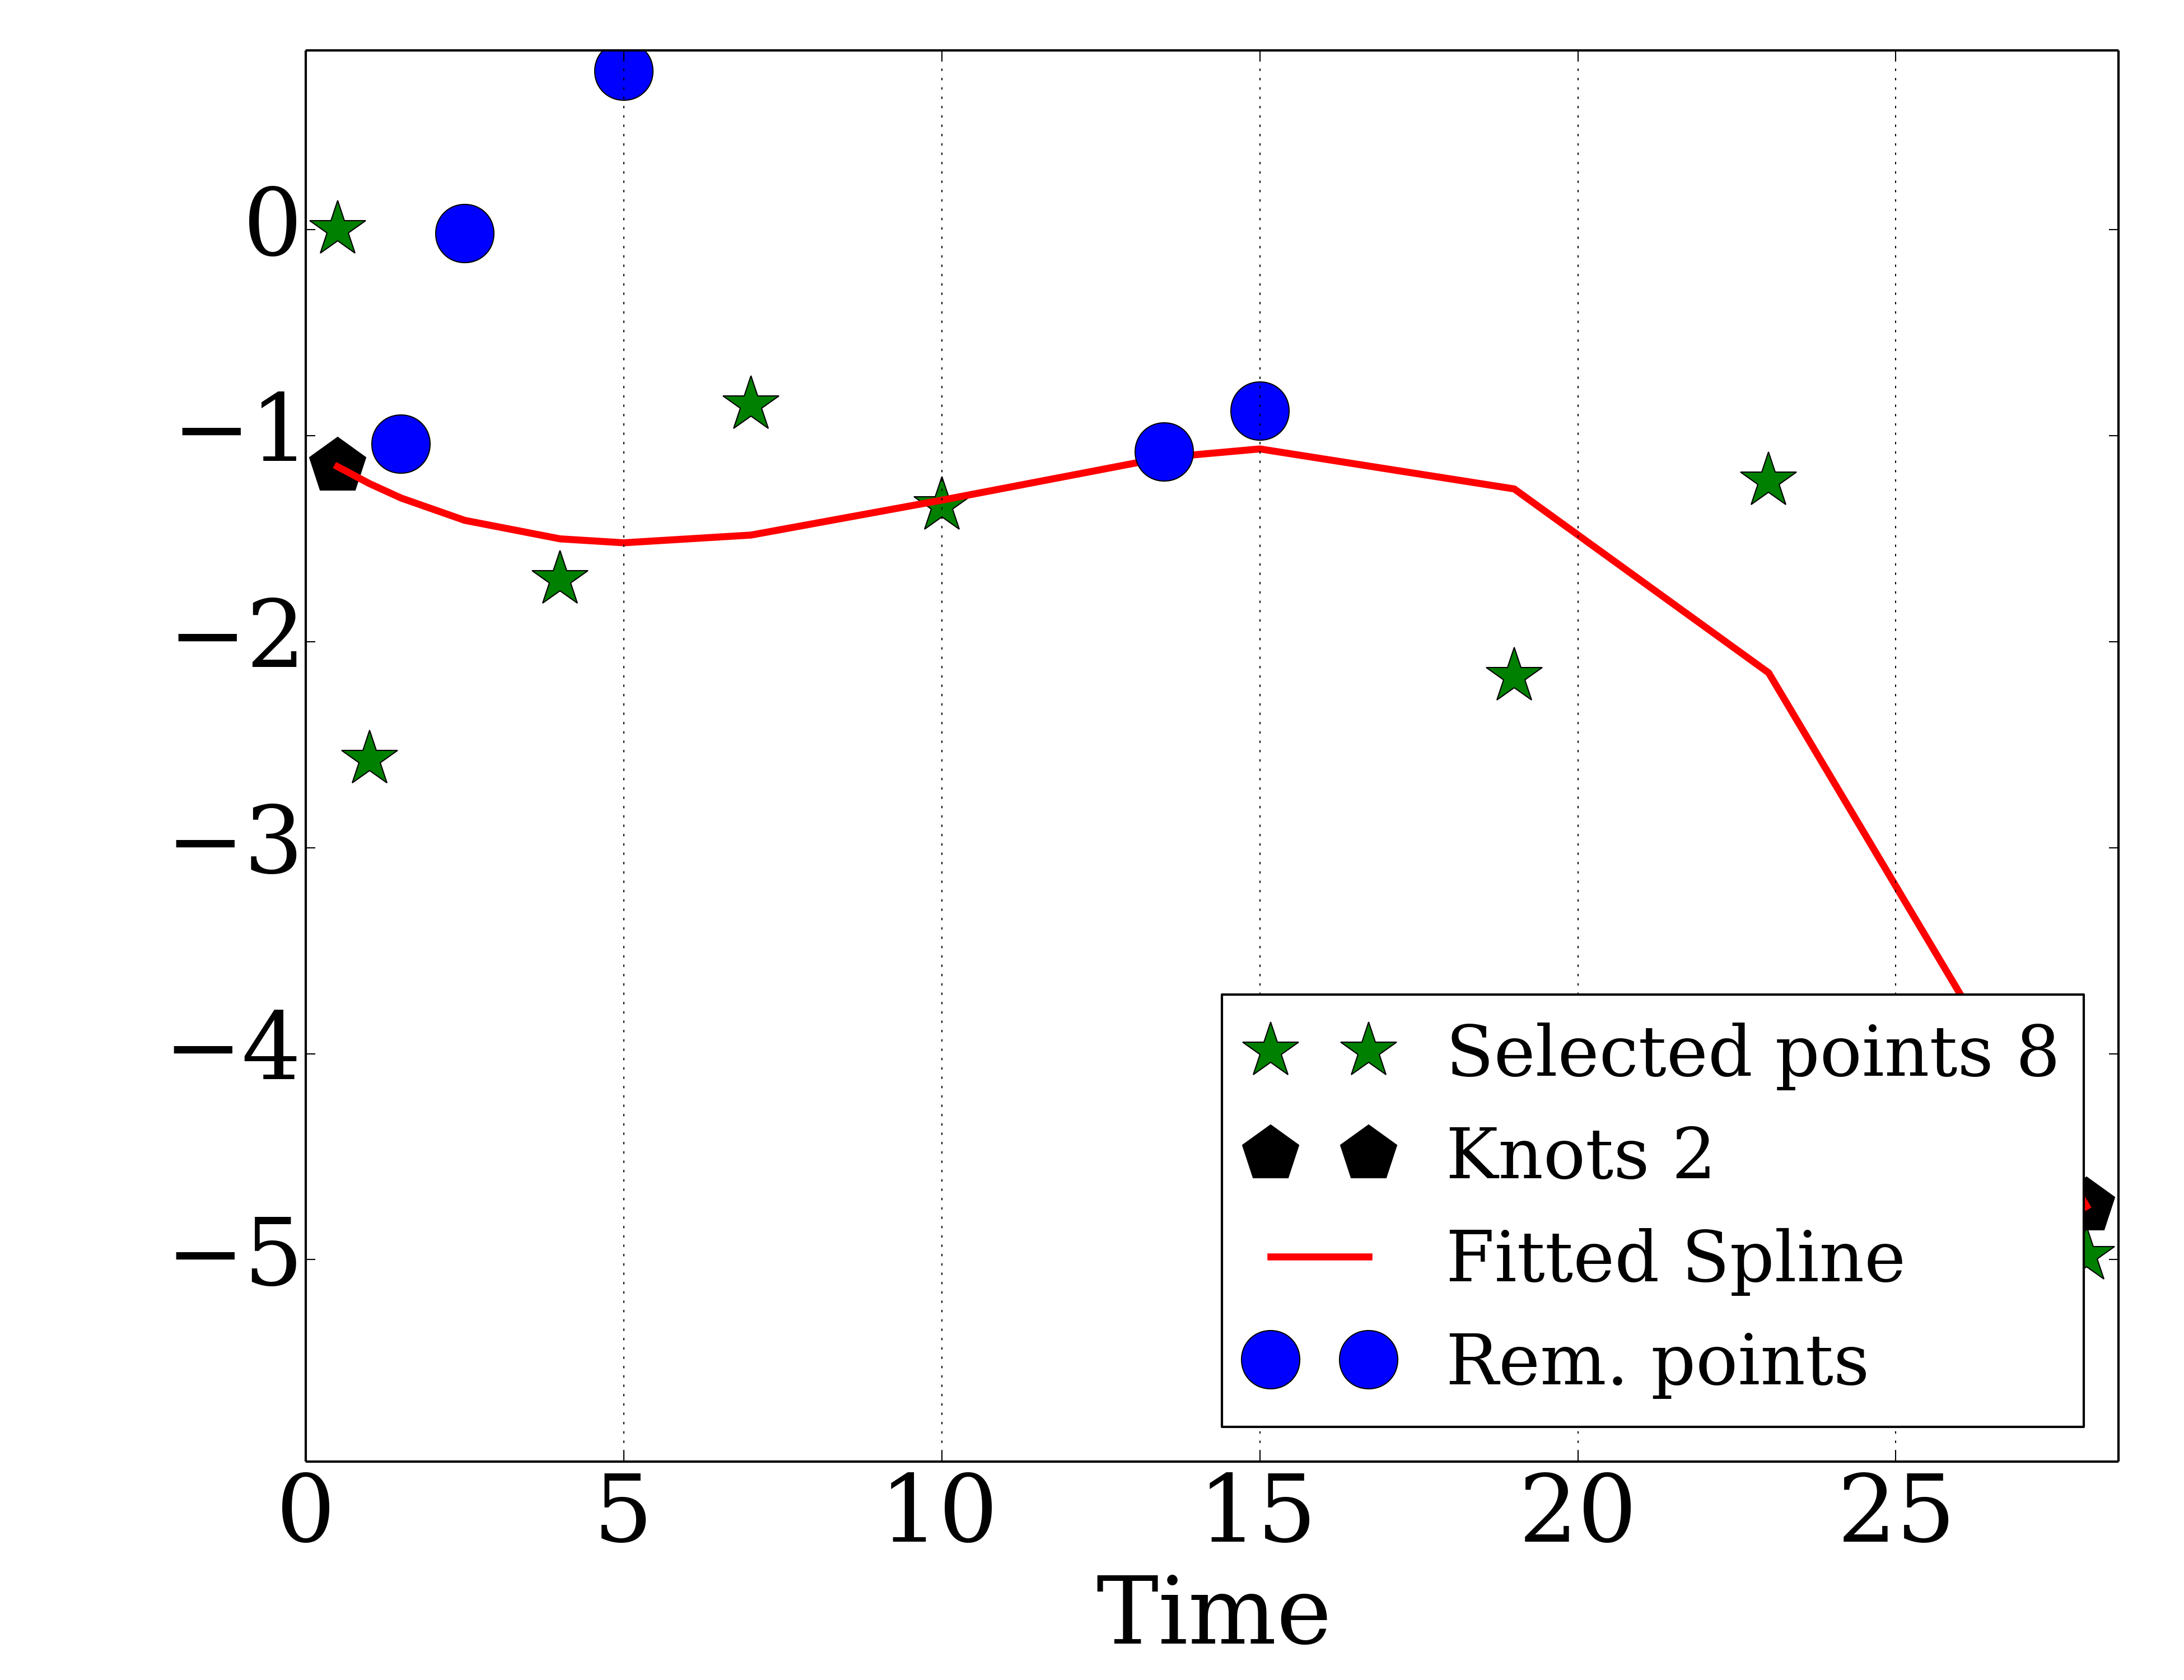 0
−1
−2
−3
−4
−5
Selected points 8
Knots 2
Fitted Spline
Rem. points
0 5 10 15 20 25
Time